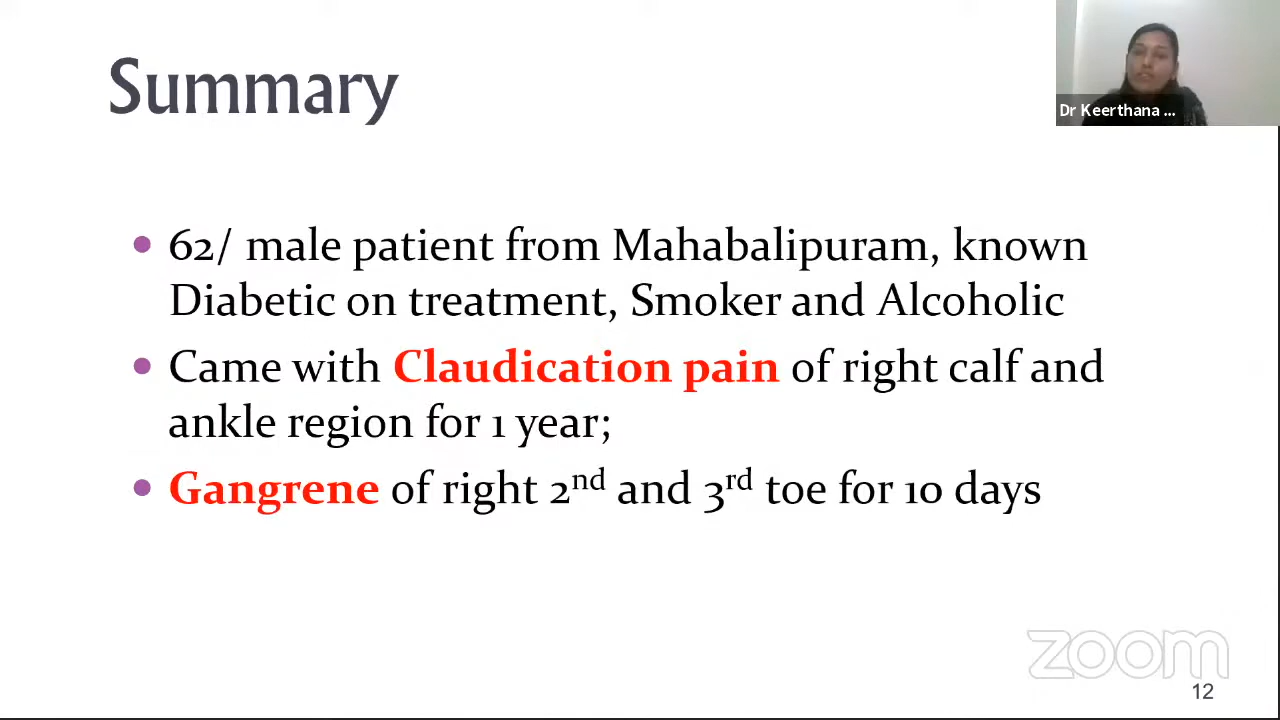 Summary
Dr Keerthana ...
• 62/ male patient from Mahabalipuram, known
Diabetic on treatment, Smoker and Alcoholic
• Came with Claudication pain of right calf and
ankle region for 1 year;
• Gangrene of right 2nd and 3rd toe for 10 days
zoom
12